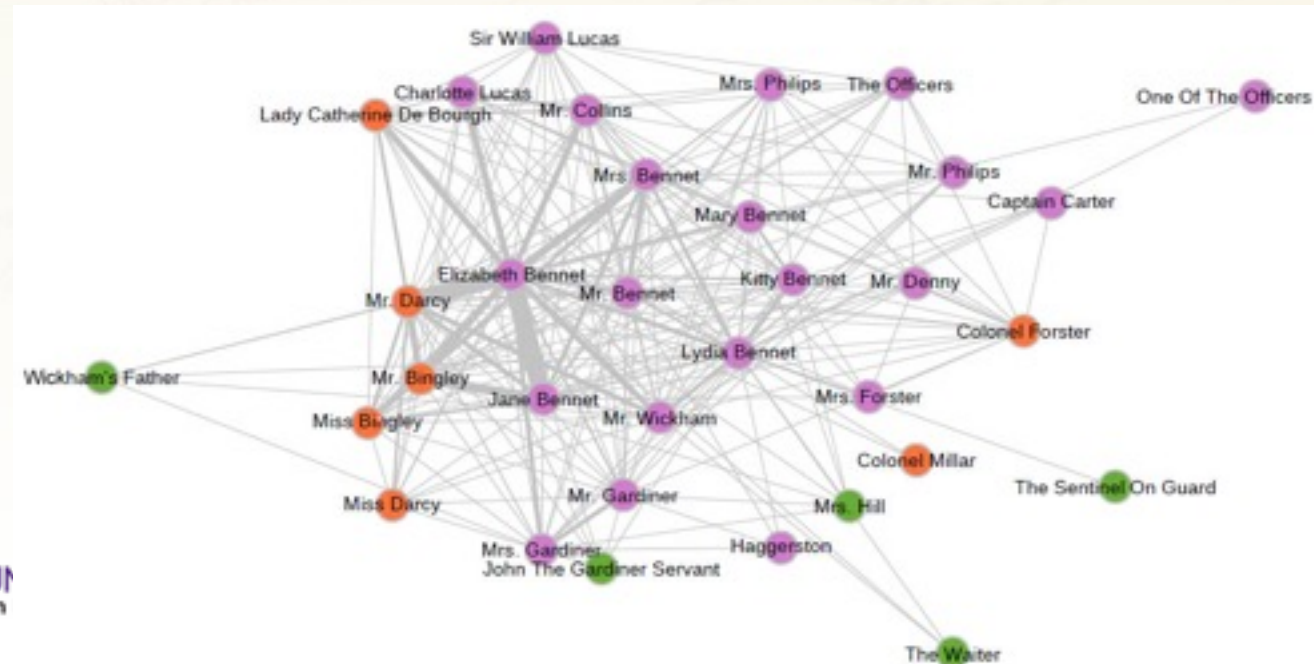 Sir William Lucas
Charlotte Lucas
Mrs. Philips
The Officers
One Of The Officers
Lady Catherine De Bourgh
Mr. Collins
Mrs. Bennet
Mr. Philips
Captain Carter
Mary Bennet
Elizabeth Bennet
Mr. Bennet
Kitty Bennet
Mr. Denny
Mr. Darcy
Colonel Forster
Lydia Bennet
Wickham's Father
Mr. Bingley
Jane Bennet
Mrs. Forster
Miss Bingley
Mr. Wickham
Colonel Millar
The Sentinel On Guard
Miss Darcy
Mr. Gardiner
Mrs. Hill
Mrs. Gardiner
Haggerston
John The Gardiner Servant
The Waiter